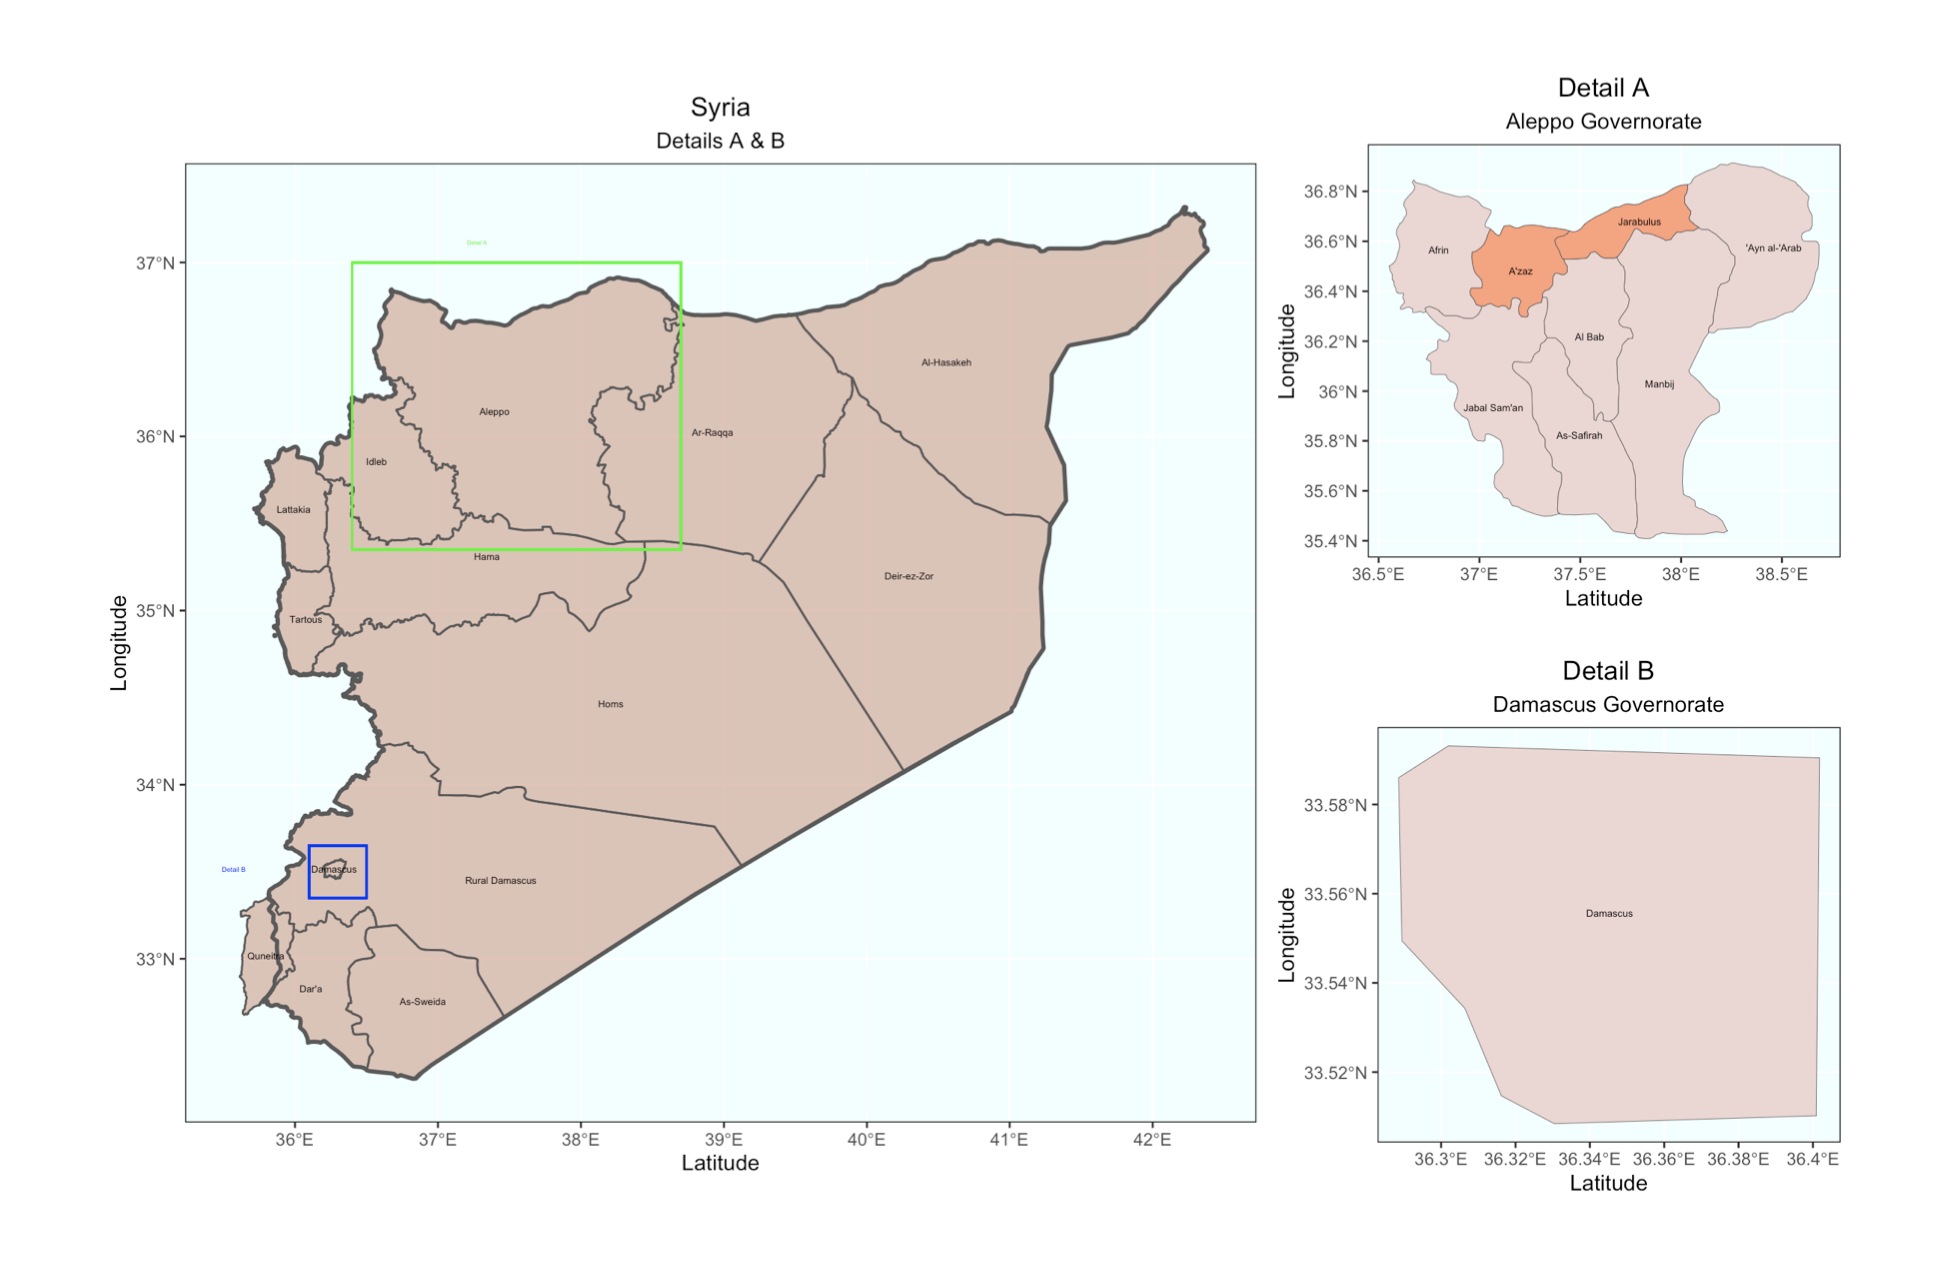 Syria
Details A & B
Detail A
37°N
36°N
35°N
34°N
33°N
Longitude
Al-Hasakeh
Aleppo
Ar-Raqqa
Idleb
Lattakia
Hama
Deir-ez-Zor
Tartous
Homs
Detail B
Damascus
Rural Damascus
Quneitra
Dar'a
As-Sweida
36°E 37°E 38°E 39°E 40°E 41°E 42°E
Latitude
Detail A
Aleppo Governorate
36.8°N
36.6°N
36.4°N
36.2°N
36°N
35.8°N
35.6°N
35.4°N
Longitude
Jarabulus
Afrin
'Ayn al-'Arab
A'zaz
Al Bab
Manbij
Jabal Sam'an
As-Safirah
36.5°E 37°E 37.5°E 38°E 38.5°E
Latitude
Detail B
Damascus Governorate
33.58°N
33.56°N
33.54°N
33.52°N
Longitude
Damascus
36.3°E 36.32°E 36.34°E 36.36°E 36.38°E 36.4°E
Latitude